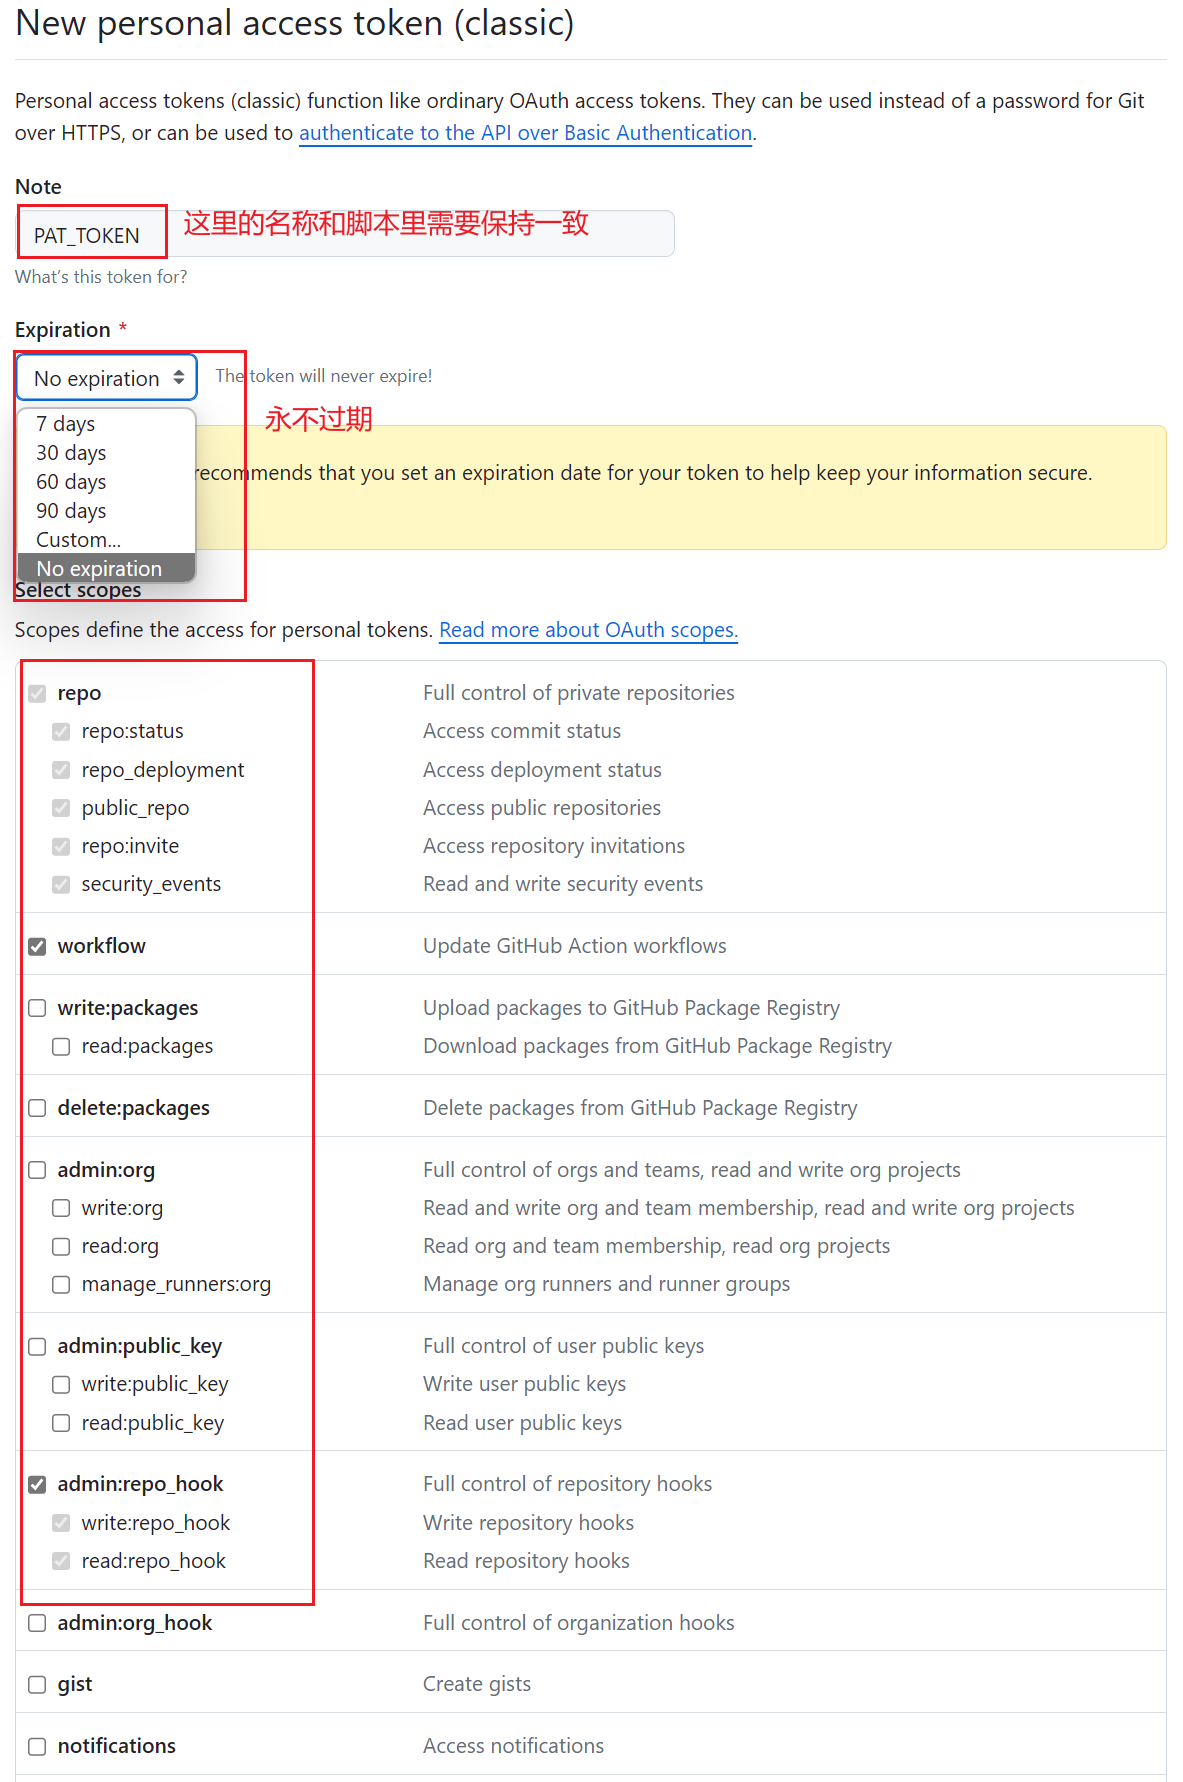 New personal access token (classic)
Personal access tokens (classic) function like ordinary OAuth access tokens. They can be used instead of a password for Git
over HTTPS, or can be used to authenticate to the API over Basic Authentication.
Note
PAT_TOKEN
这里的名称和脚本里需要保持一致
What's this token for?
Expiration *
No expiration
The token will never expire!
7 days
永不过期
30 days
recommends that you set an expiration date for your token to help keep your information secure.
60 days
90 days
Custom...
No expiration
Select scopes
Scopes define the access for personal tokens. Read more about OAuth scopes.
repo Full control of private repositories
repo:status Access commit status
repo_deployment Access deployment status
public_repo Access public repositories
repo:invite Access repository invitations
security_events Read and write security events
workflow Update GitHub Action workflows
write:packages Upload packages to GitHub Package Registry
read:packages Download packages from GitHub Package Registry
delete:packages Delete packages from GitHub Package Registry
admin:org Full control of orgs and teams, read and write org projects
write:org Read and write org and team membership, read and write org projects
read:org Read org and team membership, read org projects
manage_runners:org Manage org runners and runner groups
admin:public_key Full control of user public keys
write:public_key Write user public keys
read:public_key Read user public keys
admin:repo_hook Full control of repository hooks
write:repo_hook Write repository hooks
read:repo_hook Read repository hooks
admin:org_hook Full control of organization hooks
gist Create gists
notifications Access notifications